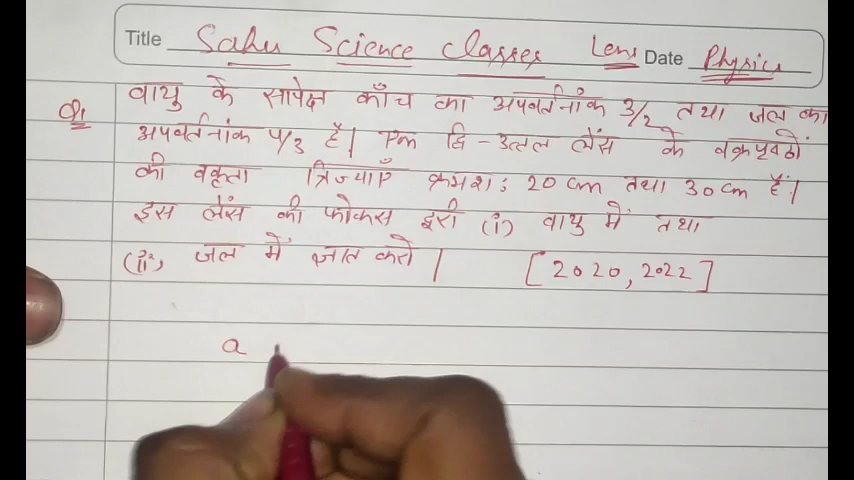 Title Sahu Science Classes Lens Date Physics
Q1 वायु के सापेक्ष काँच का अपवर्तनांक 3/2 तथा जल का
अपवर्तनांक 4/3 है। एक द्वि-उत्तल लेंस के वक्रपृष्ठों
की वक्रता त्रिज्याएँ क्रमश: 20 cm तथा 30 cm हैं।
इस लेंस की फोकस दूरी (i) वायु में तथा
(ii) जल में ज्ञात करो। [2020, 2022]
a